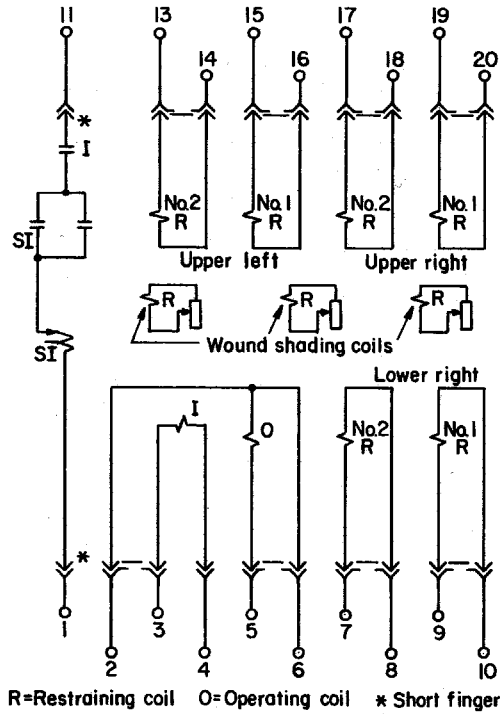 11 13 15 17 19
14 16 18 20
*
I
No.2 R No.1 R No.2 R No.1 R
SI
Upper left Upper right
R R R
Wound shading coils
SI
Lower right
I
O
No.2 R No.1 R
*
1 3 5 7 9
2 4 6 8 10
R=Restraining coil O=Operating coil * Short finger